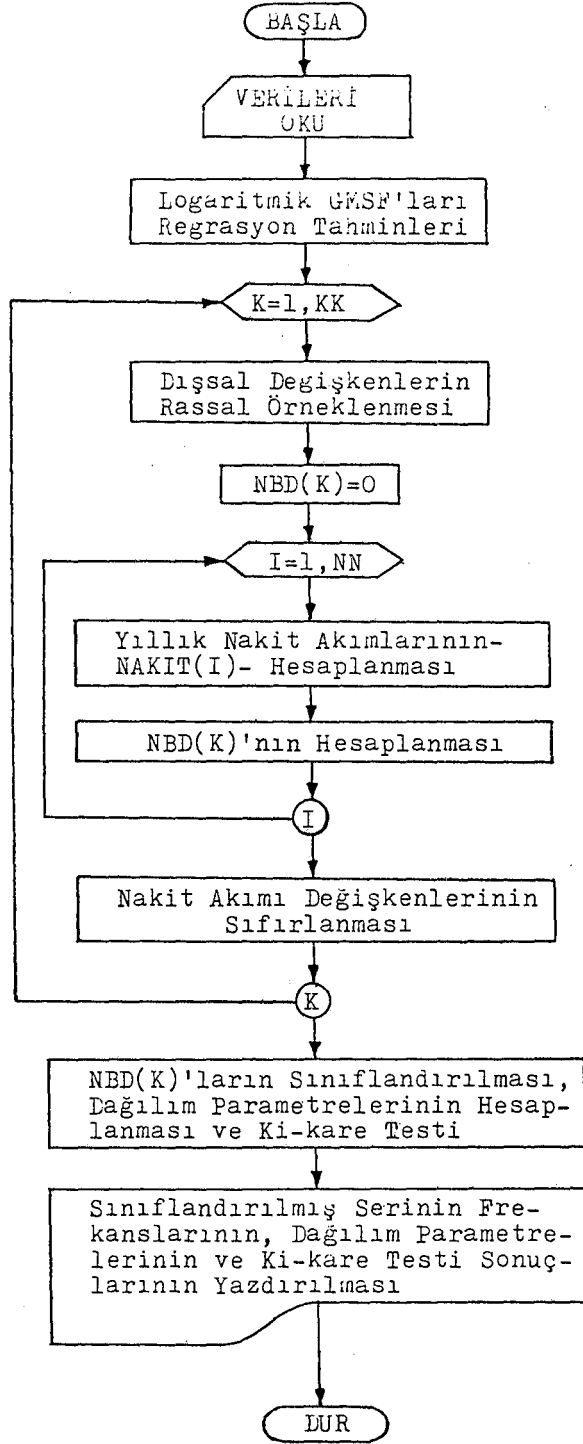 BAŞLA
VERİLERİ
OKU
Logaritmik GMSF'ları
Regrasyon Tahminleri
K=1,KK
Dışsal Degişkenlerin
Rassal Örneklenmesi
NBD(K)=0
I=1,NN
Yıllık Nakit Akımlarının-
NAKIT(I)- Hesaplanması
NBD(K)'nın Hesaplanması
I
Nakit Akımı Değişkenlerinin
Sıfırlanması
K
NBD(K)'ların Sınıflandırılması,
Dağılım Parametrelerinin Hesap-
lanması ve Ki-kare Testi
Sınıflandırılmış Serinin Fre-
kanslarının, Dağılım Parametre-
lerinin ve Ki-kare Testi Sonuç-
larının Yazdırılması
DUR